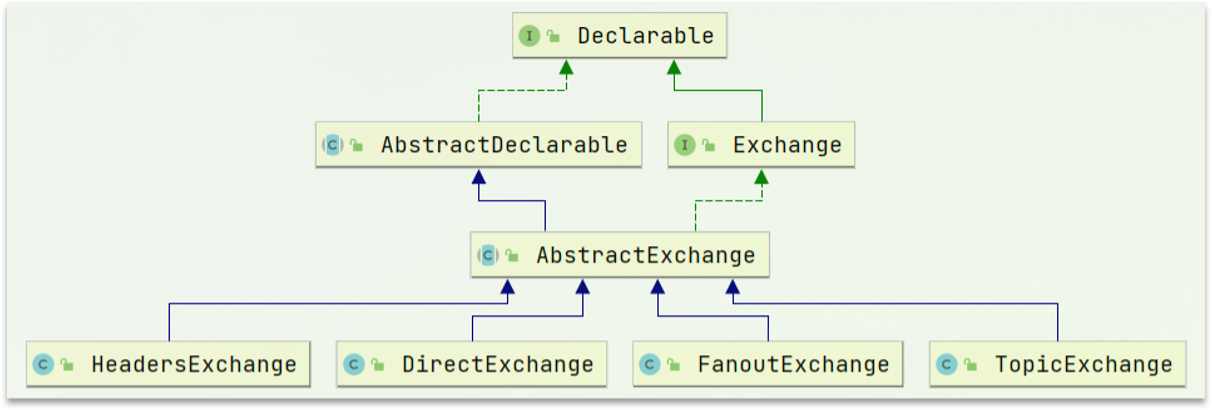 I Declarable
C AbstractDeclarable
I Exchange
C AbstractExchange
C HeadersExchange
C DirectExchange
C FanoutExchange
C TopicExchange